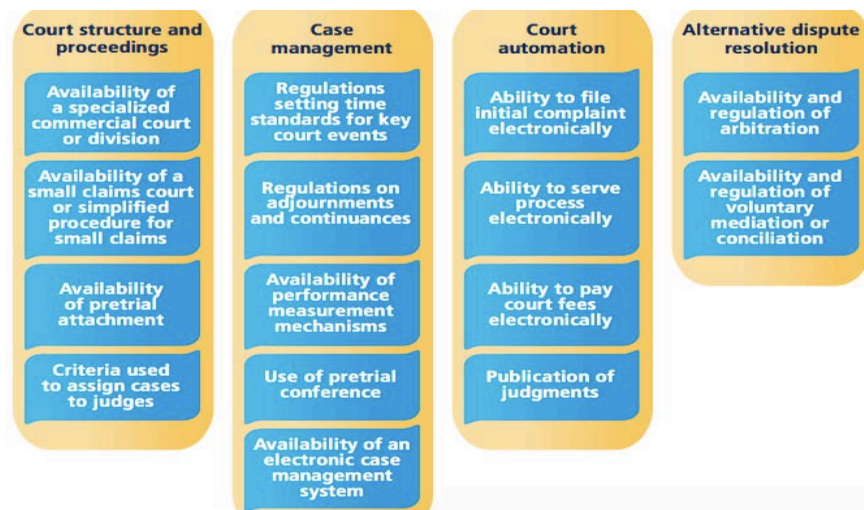 Court structure and
proceedings
Availability of
a specialized
commercial court
or division
Availability of a
small claims court
or simplified
procedure for
small claims
Availability
of pretrial
attachment
Criteria used
to assign cases
to judges
Case
management
Regulations
setting time
standards for key
court events
Regulations on
adjournments
and continuances
Availability of
performance
measurement
mechanisms
Use of pretrial
conference
Availability of an
electronic case
management
system
Court
automation
Ability to file
initial complaint
electronically
Ability to serve
process
electronically
Ability to pay
court fees
electronically
Publication of
judgments
Alternative dispute
resolution
Availability and
regulation of
arbitration
Availability and
regulation of
voluntary
mediation or
conciliation